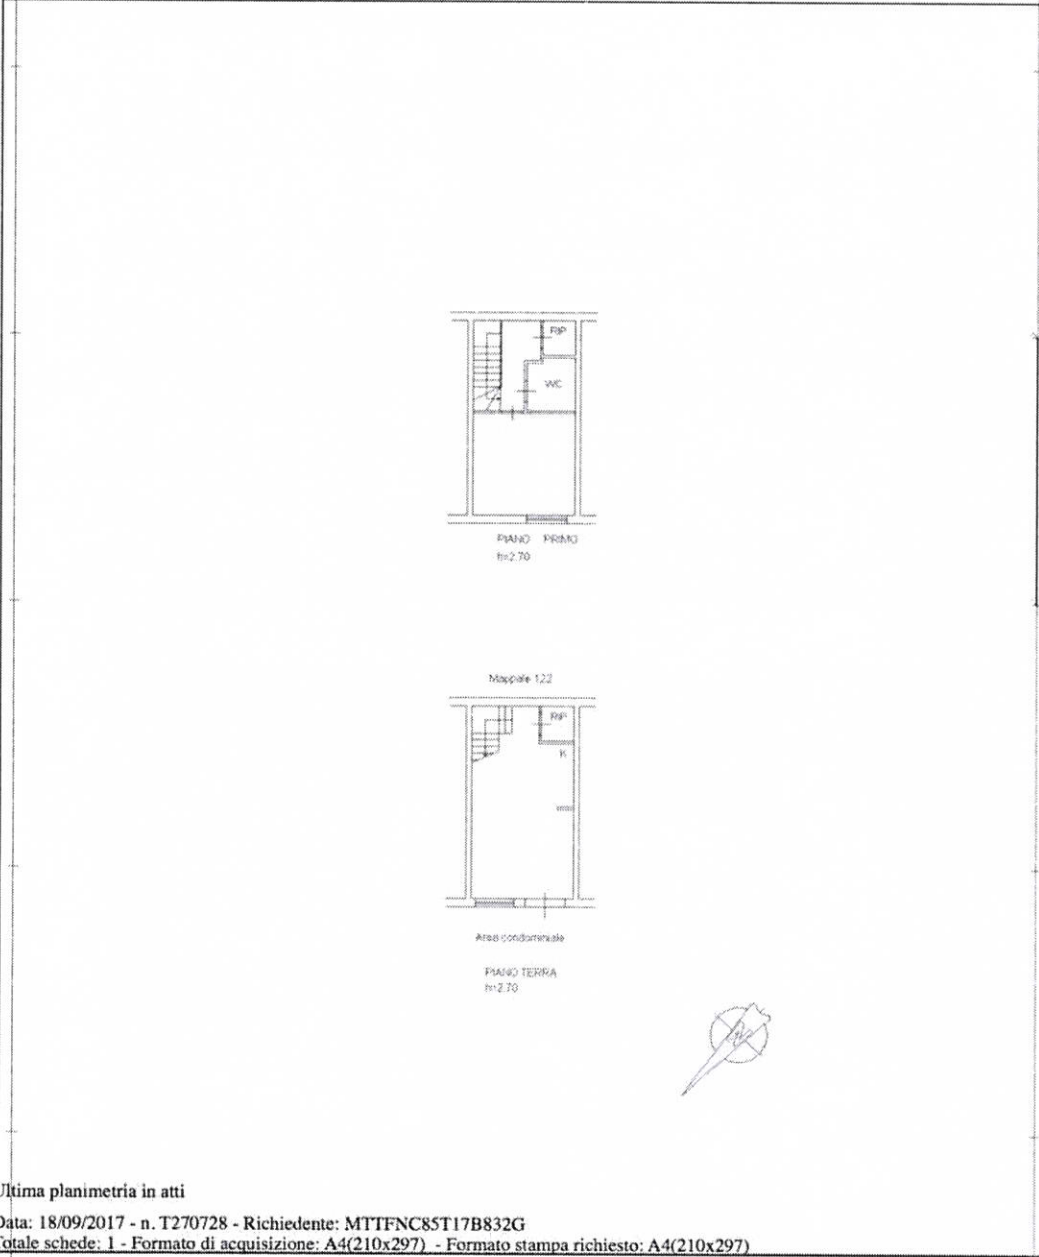 RIP
WC
PIANO PRIMO
h=2.70
Mappale 122
RIP
K
Area condominiale
PIANO TERRA
h=2.70
Ultima planimetria in atti
Data: 18/09/2017 - n. T270728 - Richiedente: MTTFNC85T17B832G
Totale schede: 1 - Formato di acquisizione: A4(210x297) - Formato stampa richiesto: A4(210x297)